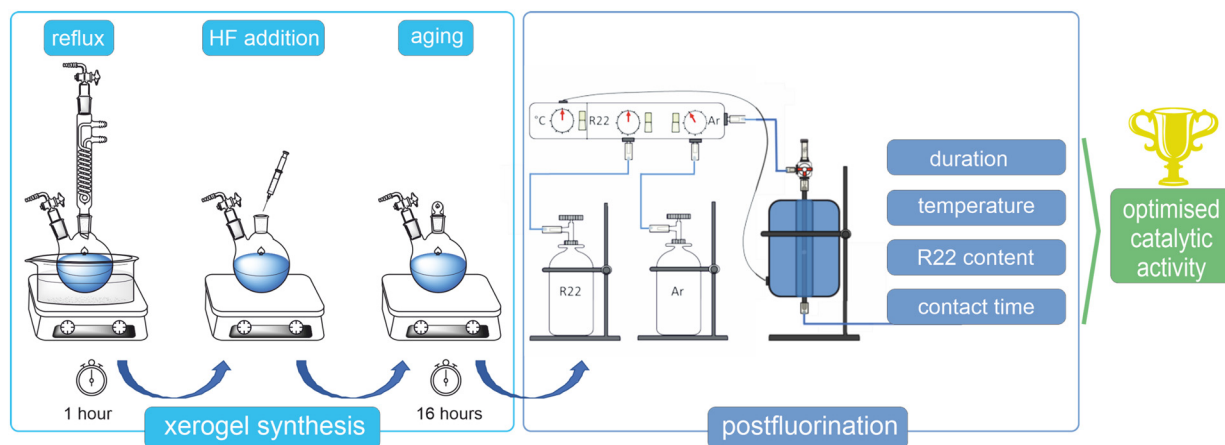 reflux
HF addition
aging
1 hour
16 hours
xerogel synthesis
°C
R22
Ar
R22
Ar
duration
temperature
R22 content
contact time
postfluorination
optimised
catalytic
activity